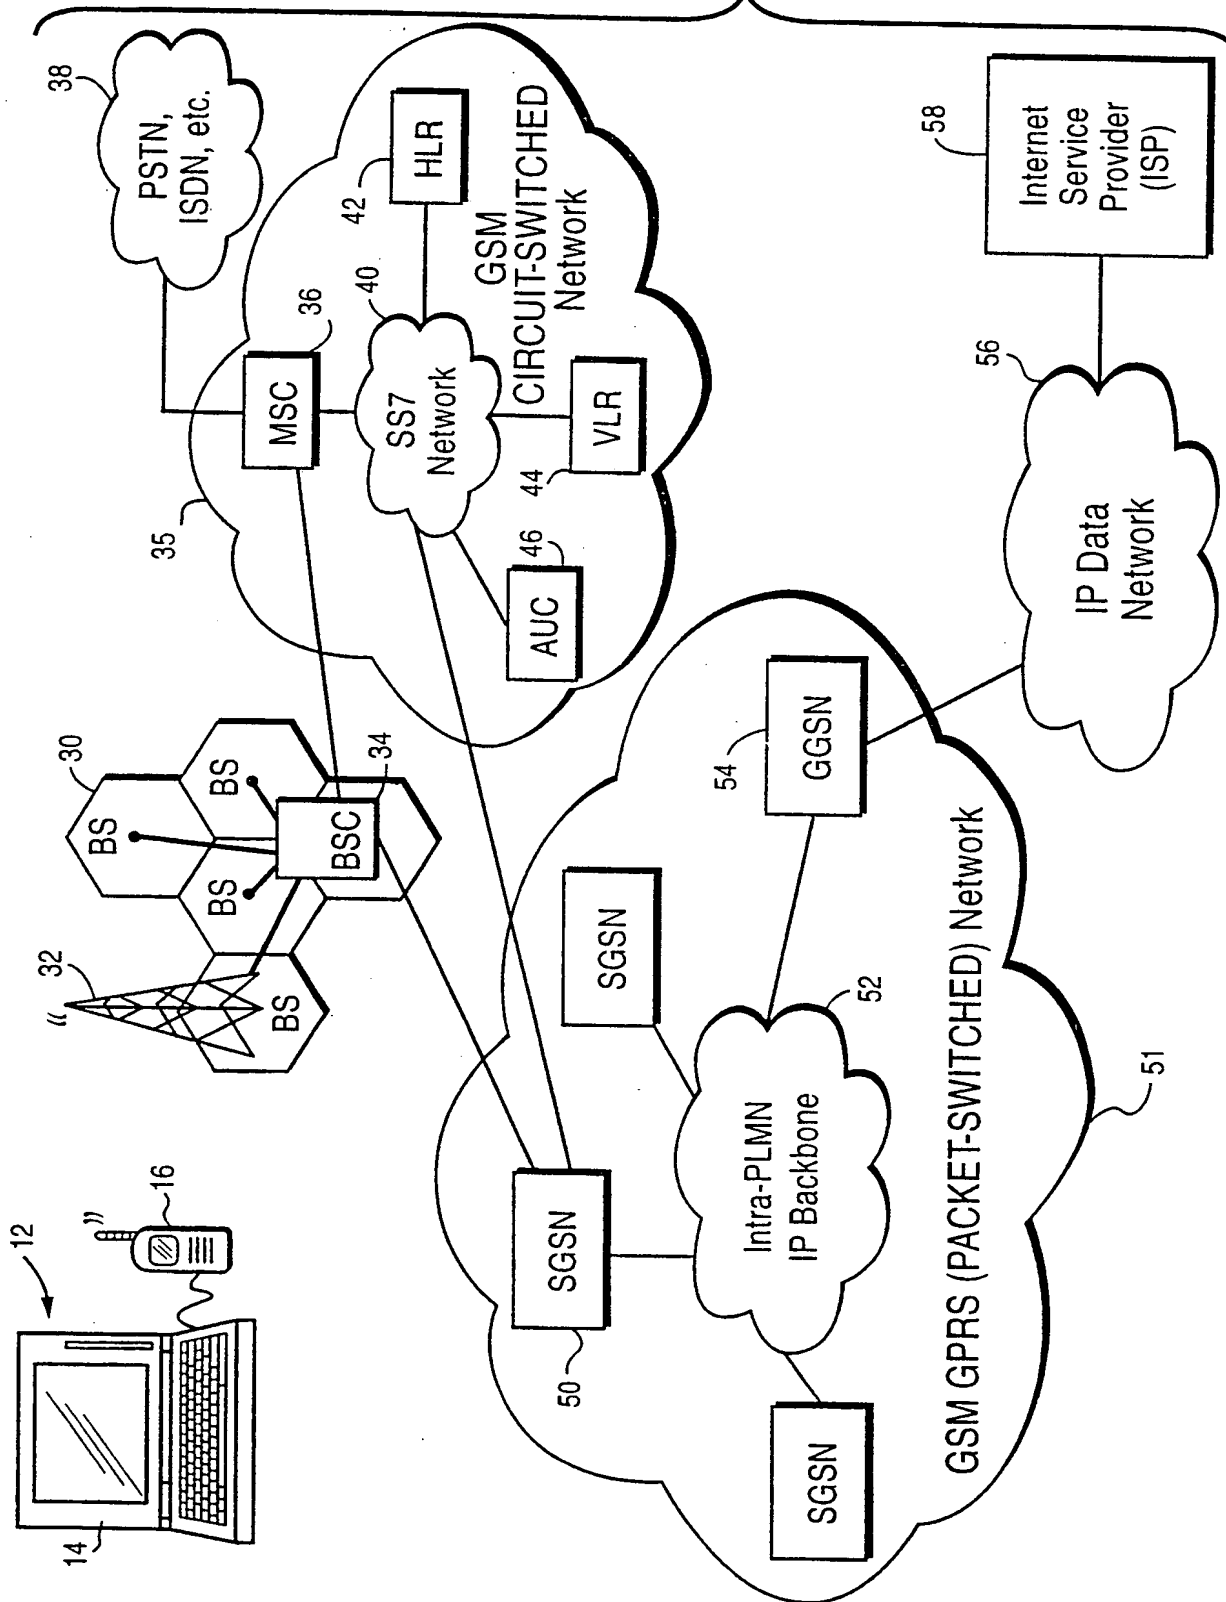 12
14
16
32
BS
BS
BS
BS
30
BSC
34
38
PSTN,
ISDN, etc.
35
MSC
36
SS7
Network
40
42
HLR
GSM
CIRCUIT-SWITCHED
Network
44
VLR
AUC
46
50
SGSN
SGSN
SGSN
Intra-PLMN
IP Backbone
52
54
GGSN
GSM GPRS (PACKET-SWITCHED) Network
51
56
IP Data
Network
58
Internet
Service
Provider
(ISP)